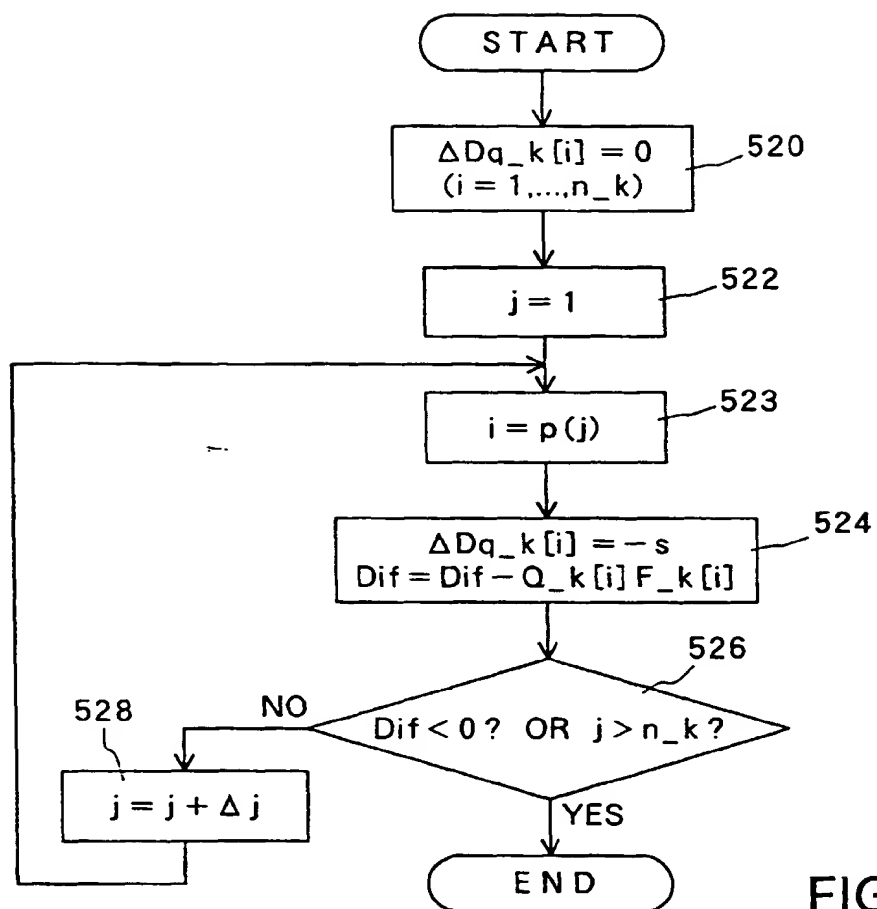 START
ΔDq_k[i]=0
(i=1,...,n_k)
520
j=1
522
i=p(j)
523
ΔDq_k[i]=-s
Dif=Dif-Q_k[i]F_k[i]
524
526
Dif<0? OR j>n_k?
NO
528
j=j+Δj
YES
END
FIG